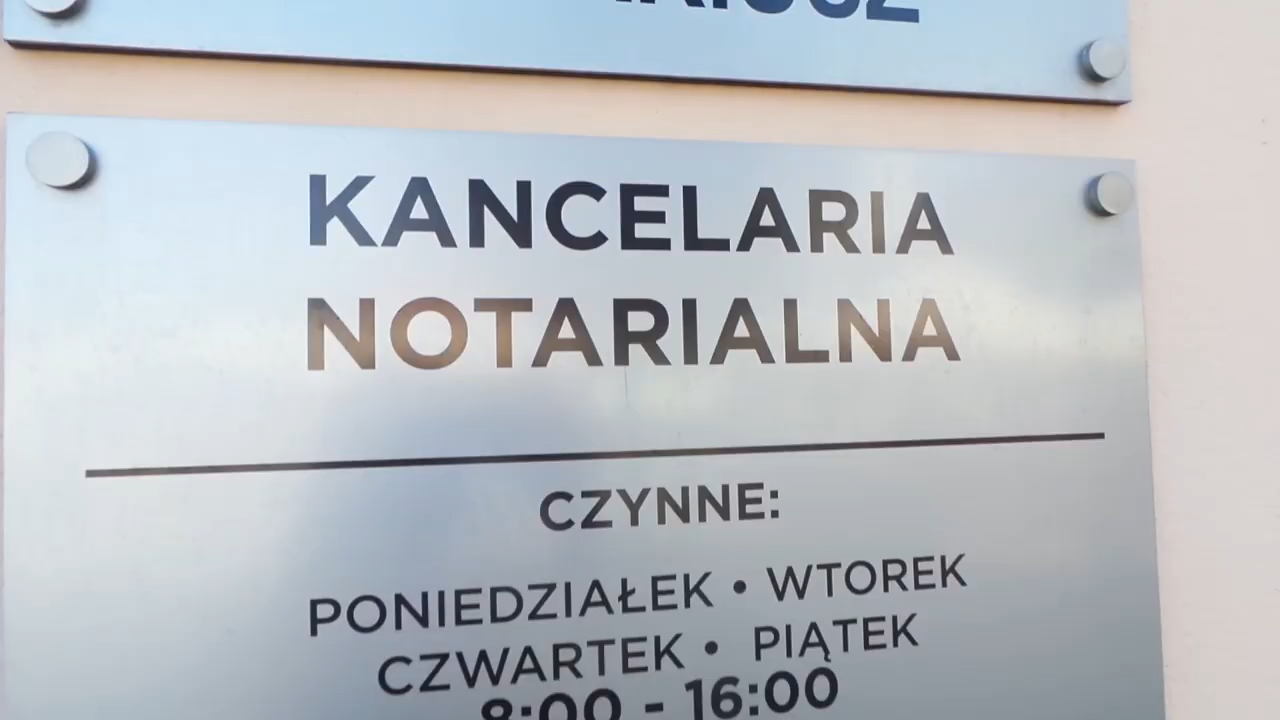 KANCELARIA
NOTARIALNA
CZYNNE:
PONIEDZIAŁEK • WTOREK
CZWARTEK • PIĄTEK
8:00 - 16:00